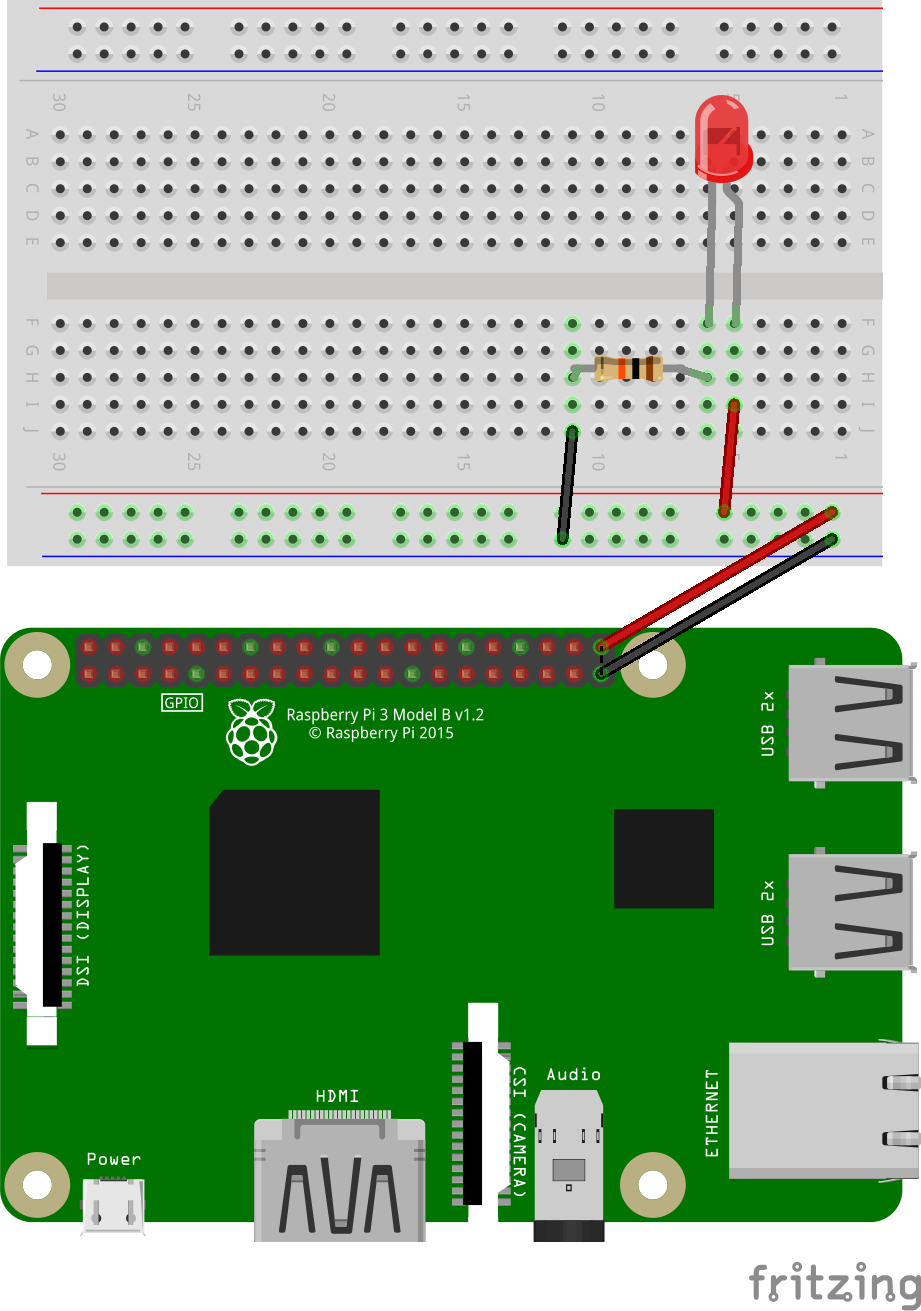 30 25 20 15 10 5 1
A A
B B
C C
D D
E E
F F
G G
H H
I I
J J
30 25 20 15 10 5 1
GPIO
Raspberry Pi 3 Model B v1.2
© Raspberry Pi 2015
USB 2x
DSI (DISPLAY)
USB 2x
HDMI
CSI (CAMERA)
Audio
ETHERNET
Power
fritzing